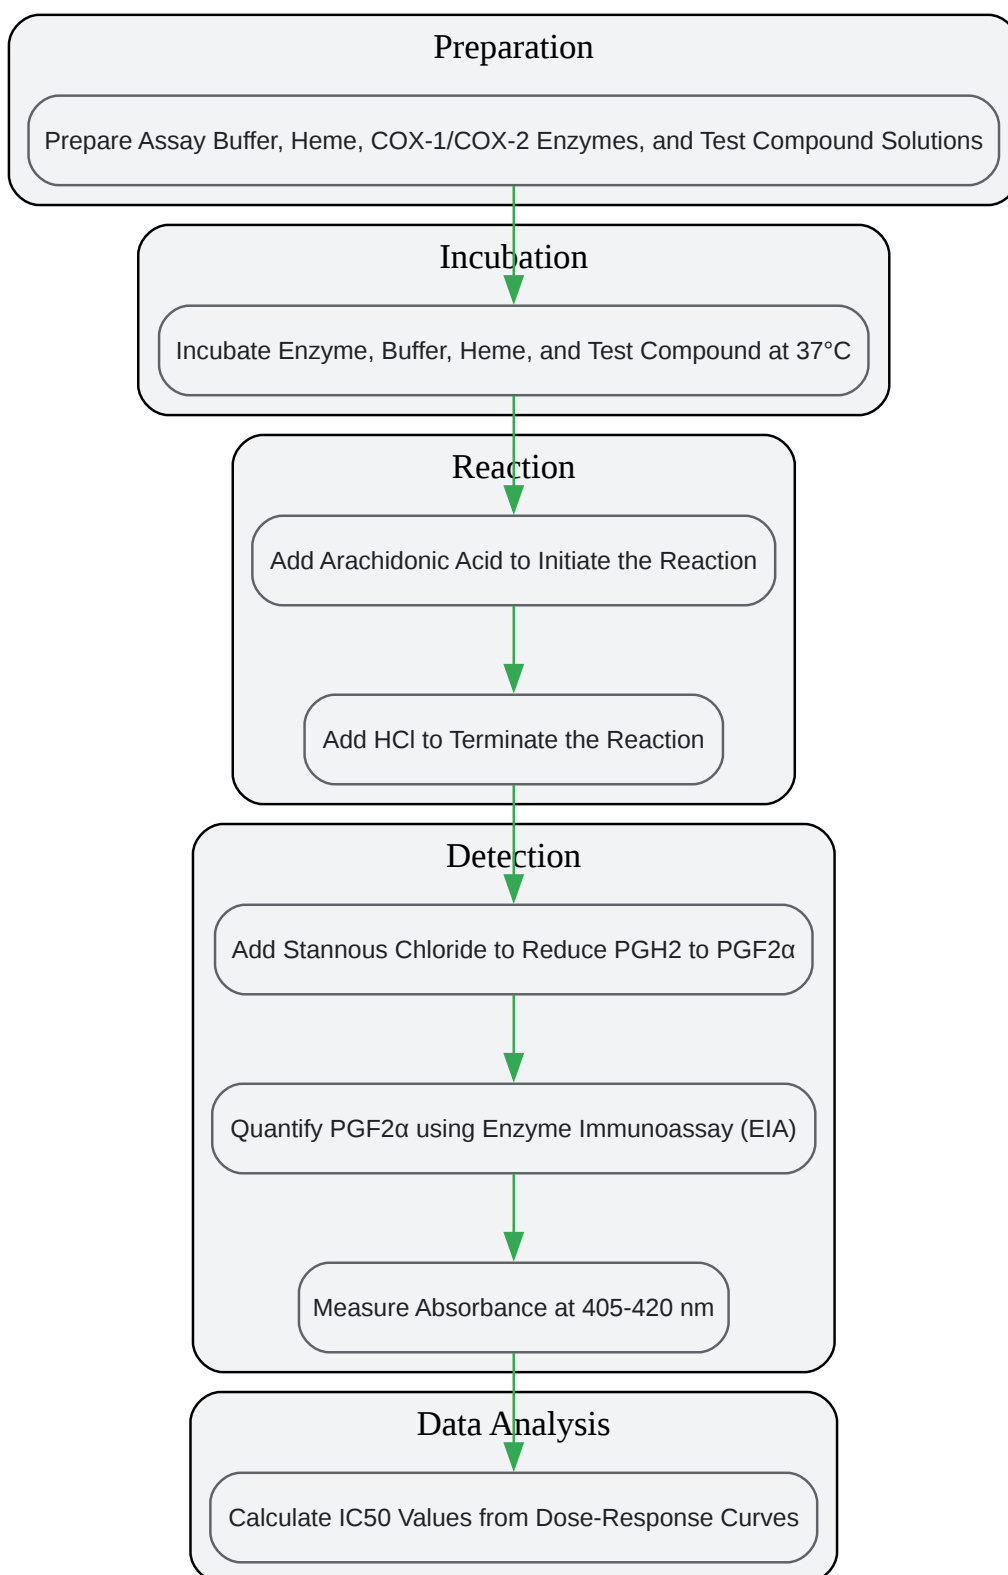 Preparation
Prepare Assay Buffer, Heme, COX-1/COX-2 Enzymes, and Test Compound Solutions
Incubation
Incubate Enzyme, Buffer, Heme, and Test Compound at 37°C
Reaction
Add Arachidonic Acid to Initiate the Reaction
Add HCl to Terminate the Reaction
Detection
Add Stannous Chloride to Reduce PGH2 to PGF2α
Quantify PGF2α using Enzyme Immunoassay (EIA)
Measure Absorbance at 405-420 nm
Data Analysis
Calculate IC50 Values from Dose-Response Curves